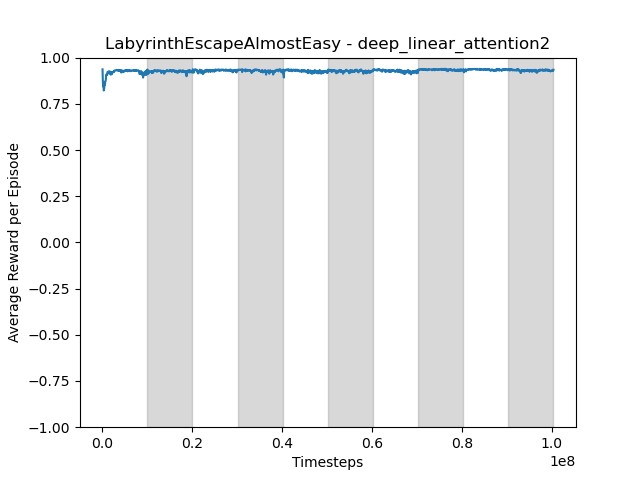 LabyrinthEscapeAlmostEasy - deep_linear_attention2
1.00
0.75
0.50
0.25
0.00
−0.25
−0.50
−0.75
−1.00
Average Reward per Episode
0.0 0.2 0.4 0.6 0.8 1.0
1e8
Timesteps